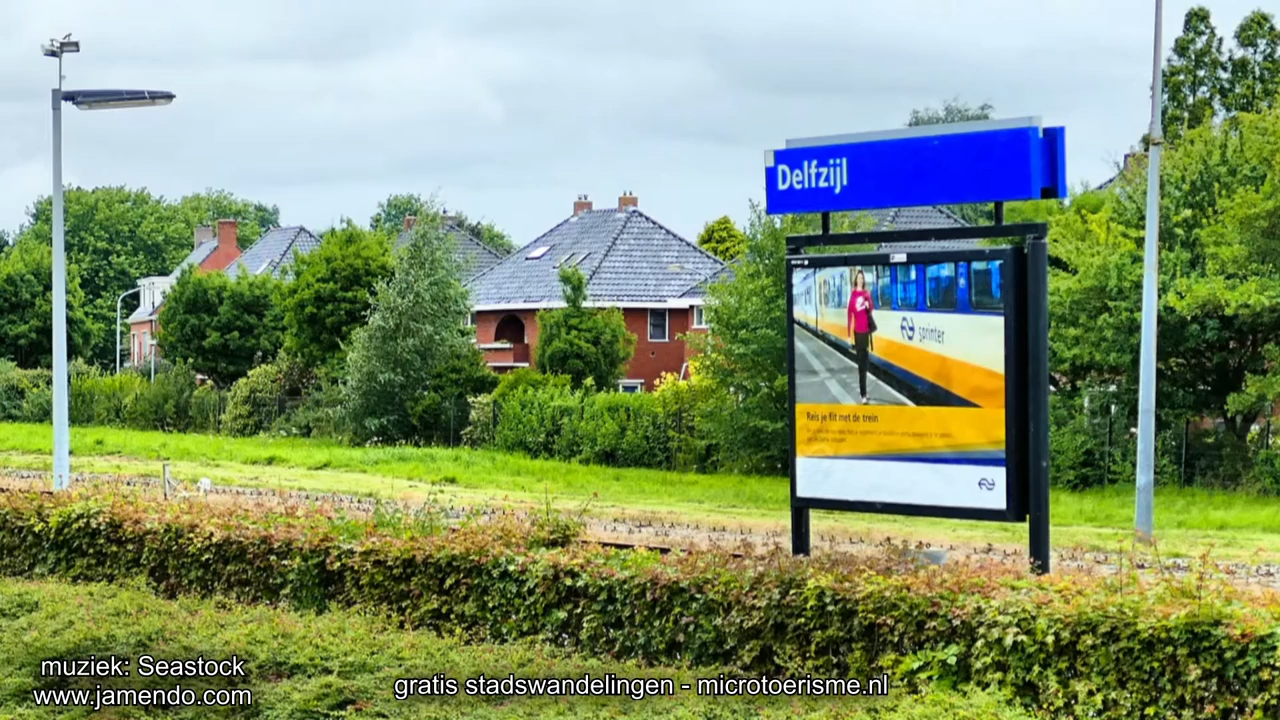 Delfzijl
sprinter
Reis je fit met de trein
muziek: Seastock
www.jamendo.com
gratis stadswandelingen - microtoerisme.nl